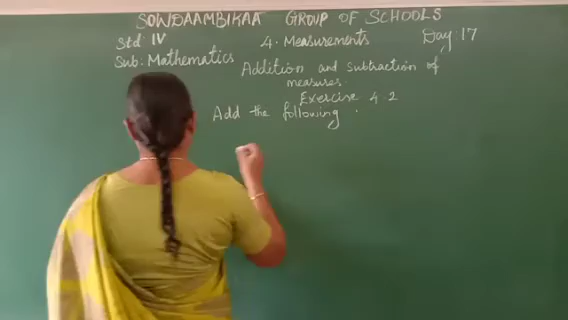 SOWDAAMBIKAA GROUP OF SCHOOLS
Std: IV 4. Measurements Day: 17
Sub: Mathematics
Addition and subtraction of
measures.
Exercise 4.2
Add the following.